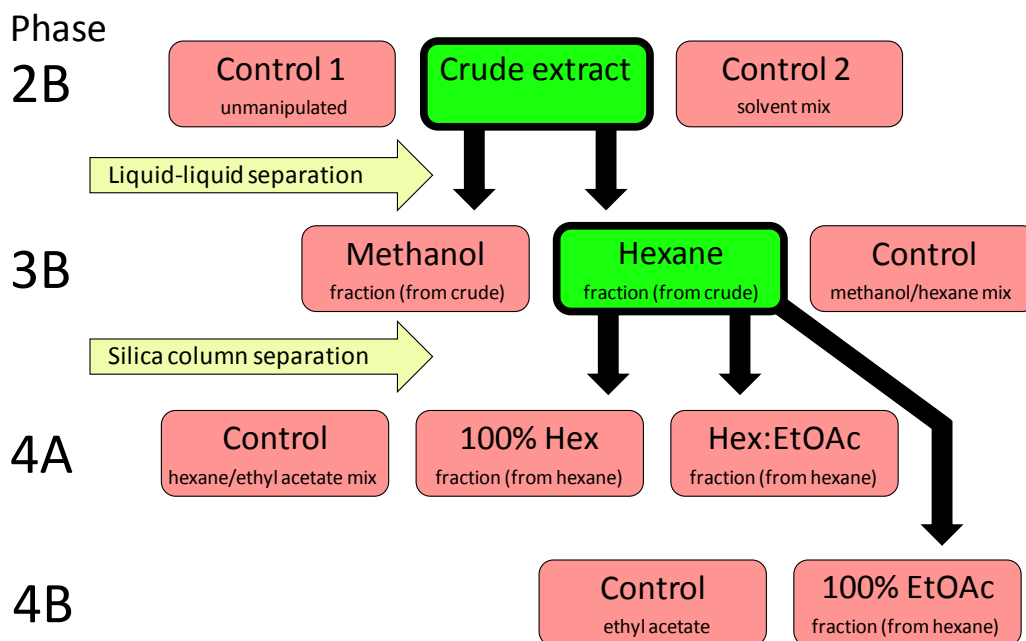 Phase
2B
Control 1
unmanipulated
Crude extract
Control 2
solvent mix
Liquid-liquid separation
3B
Methanol
fraction (from crude)
Hexane
fraction (from crude)
Control
methanol/hexane mix
Silica column separation
4A
Control
hexane/ethyl acetate mix
100% Hex
fraction (from hexane)
Hex:EtOAc
fraction (from hexane)
4B
Control
ethyl acetate
100% EtOAc
fraction (from hexane)